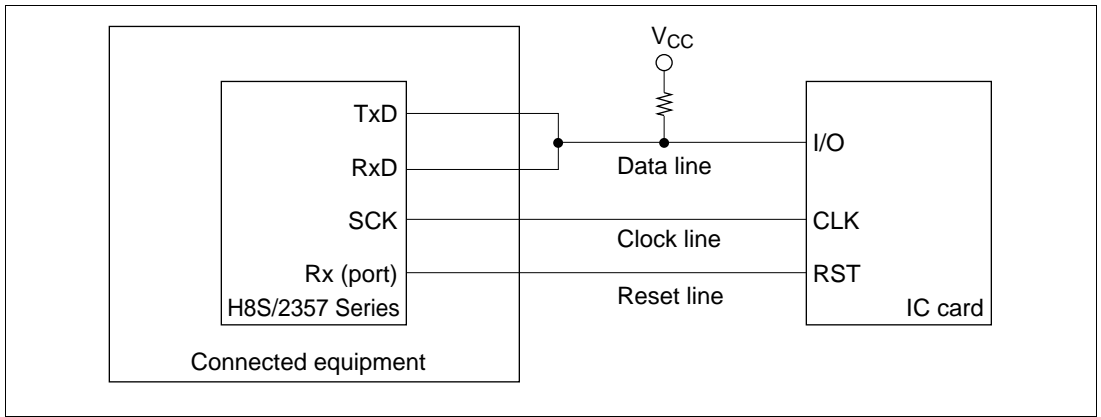 VCC
TxD
I/O
RxD
Data line
SCK
CLK
Clock line
Rx (port)
RST
H8S/2357 Series
Reset line
IC card
Connected equipment